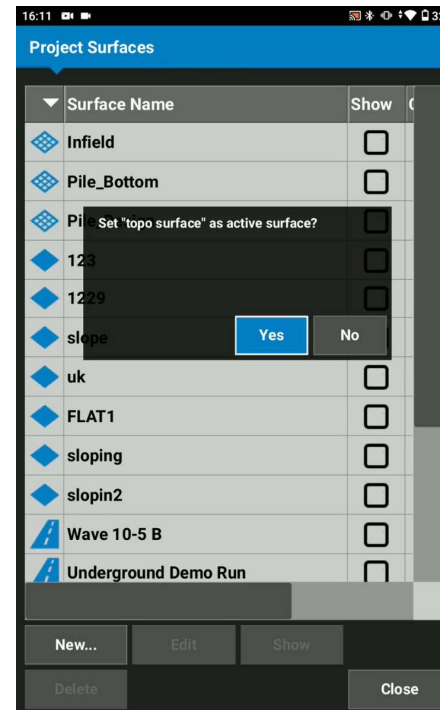 16:11
Project Surfaces
Surface Name Show
Infield
Pile_Bottom
Set "topo surface" as active surface?
123
1229
slope
Yes No
uk
FLAT1
sloping
slopin2
Wave 10-5 B
Underground Demo Run
New... Edit Show
Delete Close